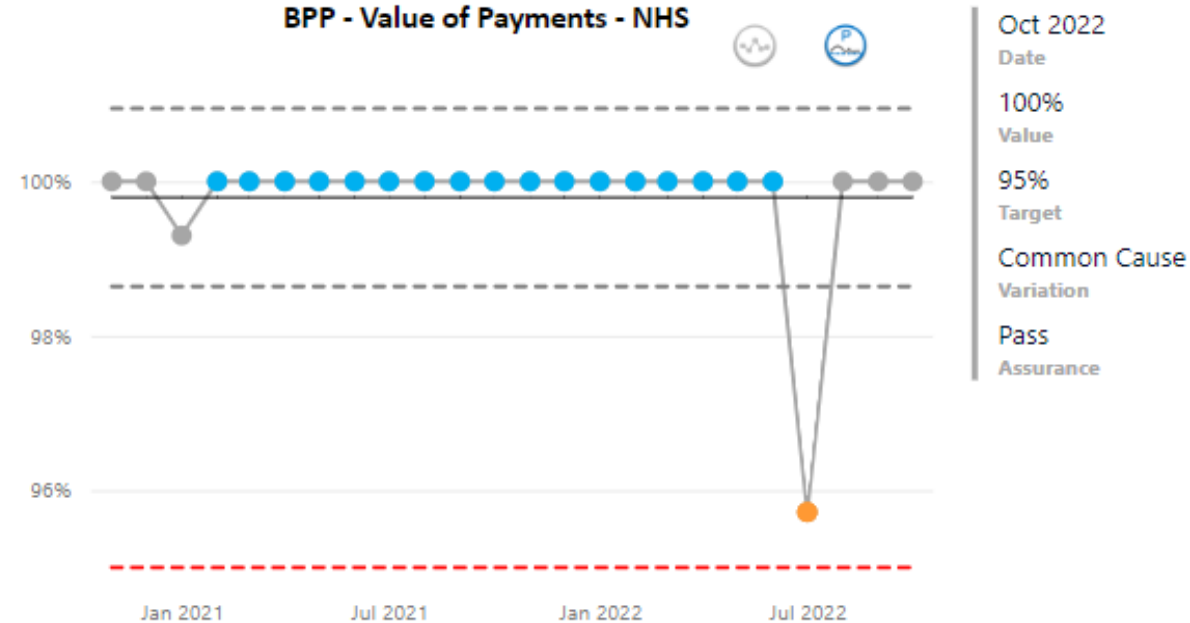 BPP - Value of Payments - NHS
P
100%
98%
96%
Jan 2021
Jul 2021
Jan 2022
Jul 2022
Oct 2022
Date
100%
Value
95%
Target
Common Cause
Variation
Pass
Assurance